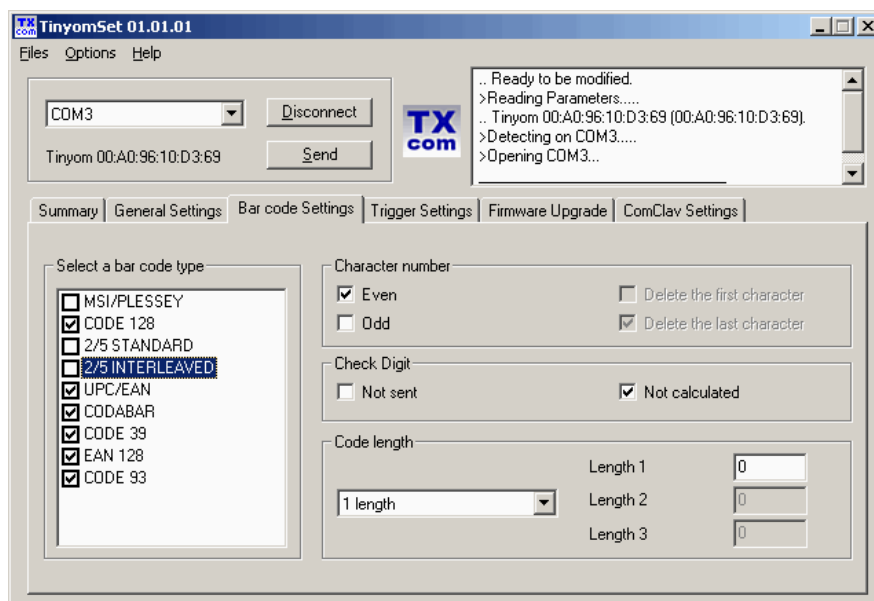 TX com TinyomSet 01.01.01
Files Options Help
COM3
Disconnect
Tinyom 00:A0:96:10:D3:69
Send
TX
com
.. Ready to be modified.
>Reading Parameters.....
.. Tinyom 00:A0:96:10:D3:69 (00:A0:96:10:D3:69).
>Detecting on COM3.....
>Opening COM3...
Summary General Settings Bar code Settings Trigger Settings Firmware Upgrade ComClav Settings
Select a bar code type
MSI/PLESSEY
CODE 128
2/5 STANDARD
2/5 INTERLEAVED
UPC/EAN
CODABAR
CODE 39
EAN 128
CODE 93
Character number
Even
Delete the first character
Odd
Delete the last character
Check Digit
Not sent
Not calculated
Code length
1 length
Length 1 0
Length 2 0
Length 3 0